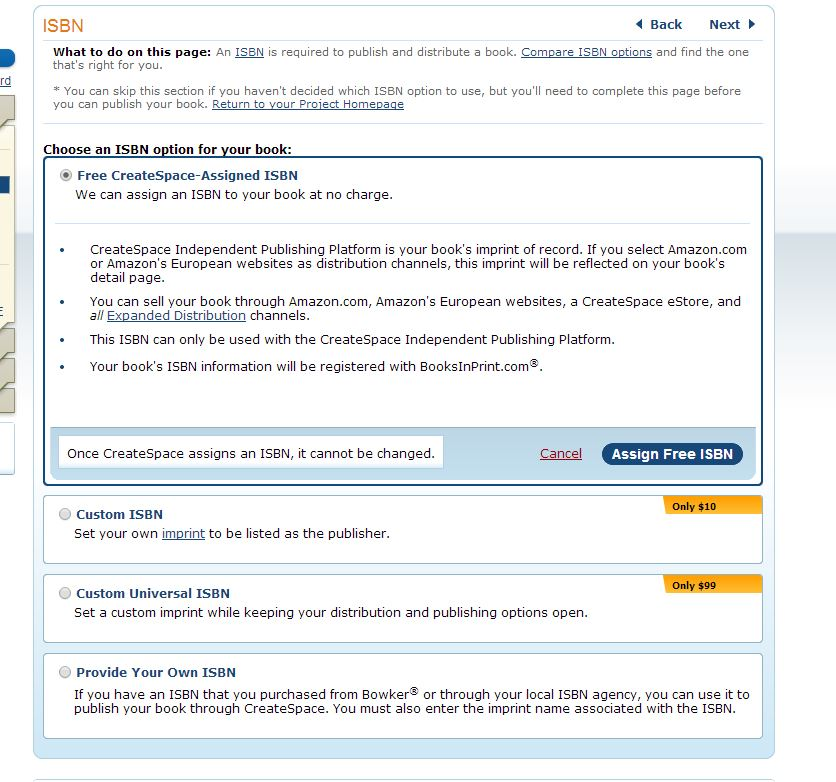 ISBN
Back Next
What to do on this page: An ISBN is required to publish and distribute a book. Compare ISBN options and find the one
that's right for you.
* You can skip this section if you haven't decided which ISBN option to use, but you'll need to complete this page before
you can publish your book. Return to your Project Homepage
Choose an ISBN option for your book:
Free CreateSpace-Assigned ISBN
We can assign an ISBN to your book at no charge.
• CreateSpace Independent Publishing Platform is your book's imprint of record. If you select Amazon.com
or Amazon's European websites as distribution channels, this imprint will be reflected on your book's
detail page.
• You can sell your book through Amazon.com, Amazon's European websites, a CreateSpace eStore, and
all Expanded Distribution channels.
• This ISBN can only be used with the CreateSpace Independent Publishing Platform.
• Your book's ISBN information will be registered with BooksInPrint.com®.
Once CreateSpace assigns an ISBN, it cannot be changed.
Cancel
Assign Free ISBN
Custom ISBN
Only $10
Set your own imprint to be listed as the publisher.
Custom Universal ISBN
Only $99
Set a custom imprint while keeping your distribution and publishing options open.
Provide Your Own ISBN
If you have an ISBN that you purchased from Bowker® or through your local ISBN agency, you can use it to
publish your book through CreateSpace. You must also enter the imprint name associated with the ISBN.